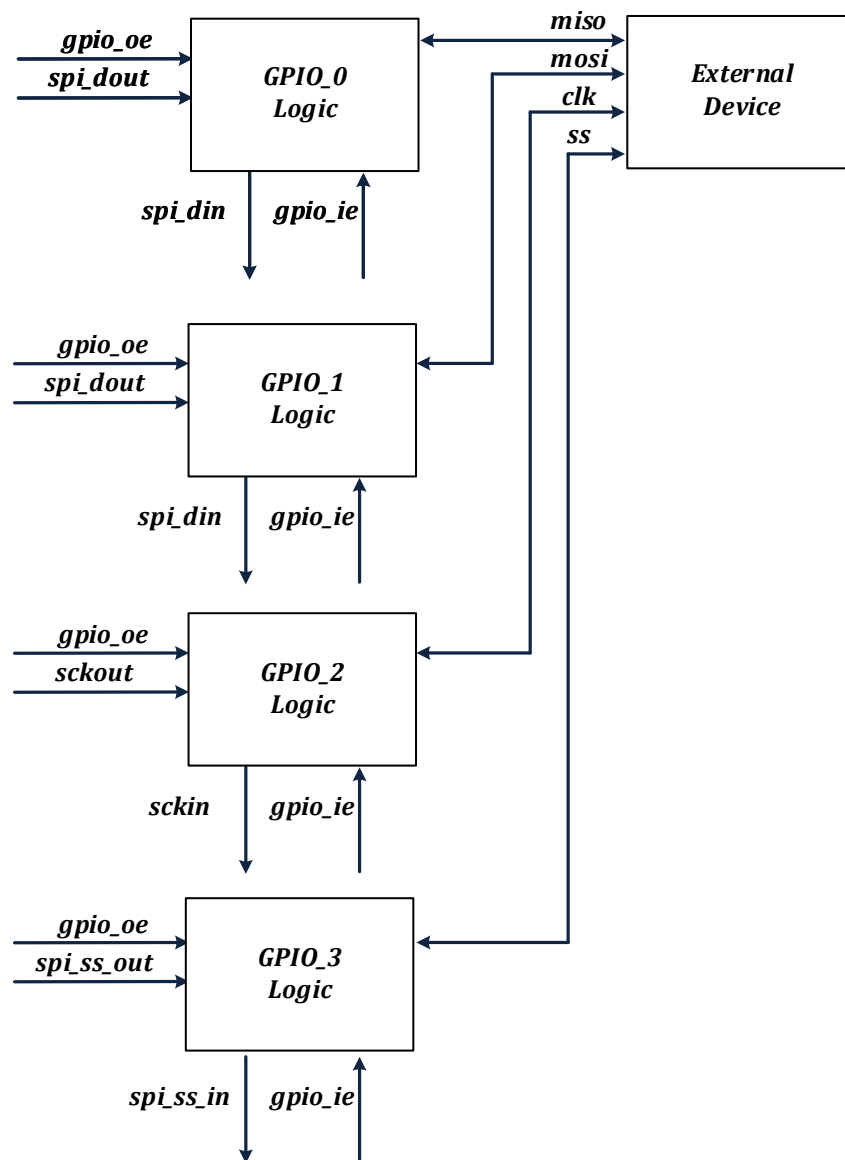 gpio_oe
spi_dout
GPIO_0
Logic
miso
mosi
clk
ss
External
Device
spi_din
gpio_ie
gpio_oe
spi_dout
GPIO_1
Logic
spi_din
gpio_ie
gpio_oe
sckout
GPIO_2
Logic
sckin
gpio_ie
gpio_oe
spi_ss_out
GPIO_3
Logic
spi_ss_in
gpio_ie